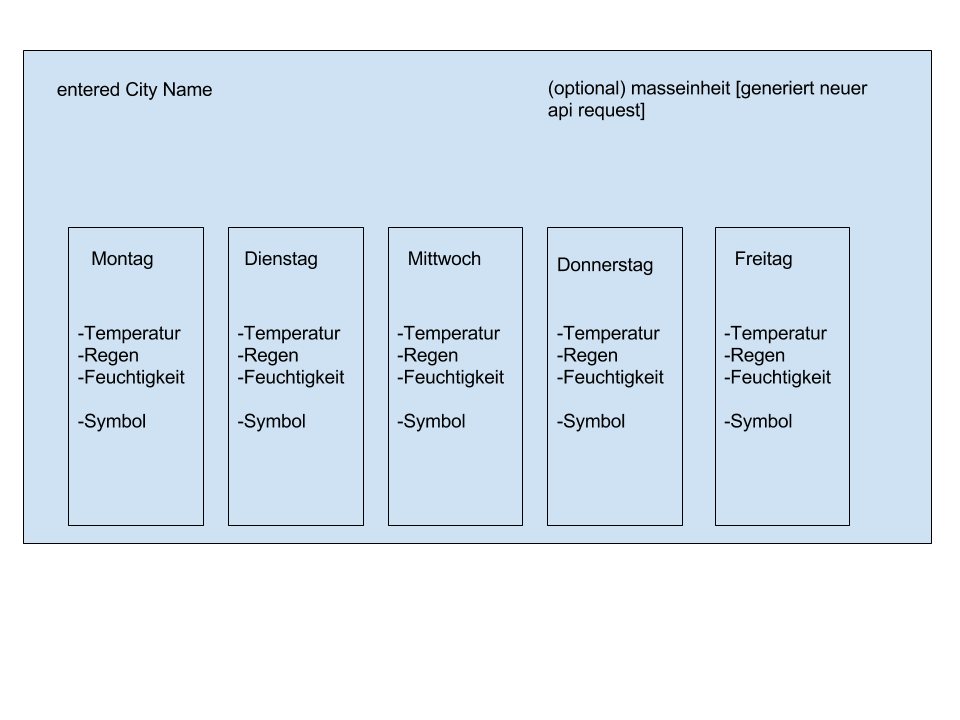 entered City Name
(optional) masseinheit [generiert neuer
api request]
Montag
-Temperatur
-Regen
-Feuchtigkeit
-Symbol
Dienstag
-Temperatur
-Regen
-Feuchtigkeit
-Symbol
Mittwoch
-Temperatur
-Regen
-Feuchtigkeit
-Symbol
Donnerstag
-Temperatur
-Regen
-Feuchtigkeit
-Symbol
Freitag
-Temperatur
-Regen
-Feuchtigkeit
-Symbol